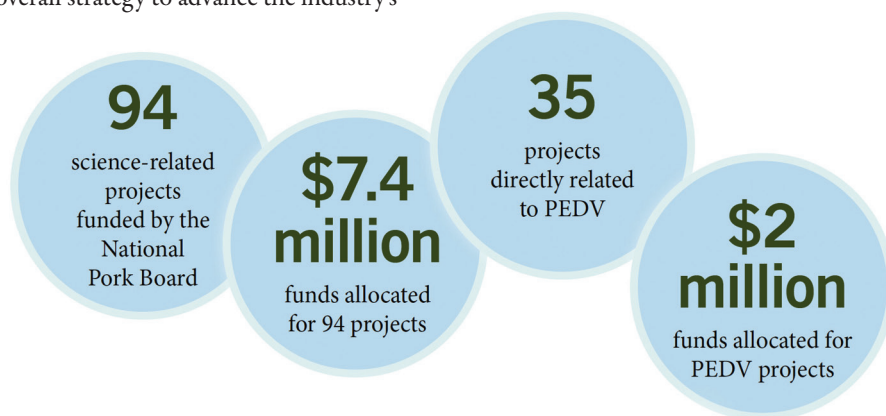 overall strategy to advance the industry's
94
science-related
projects
funded by the
National
Pork Board
$7.4
million
funds allocated
for 94 projects
35
projects
directly related
to PEDV
$2
million
funds allocated for
PEDV projects